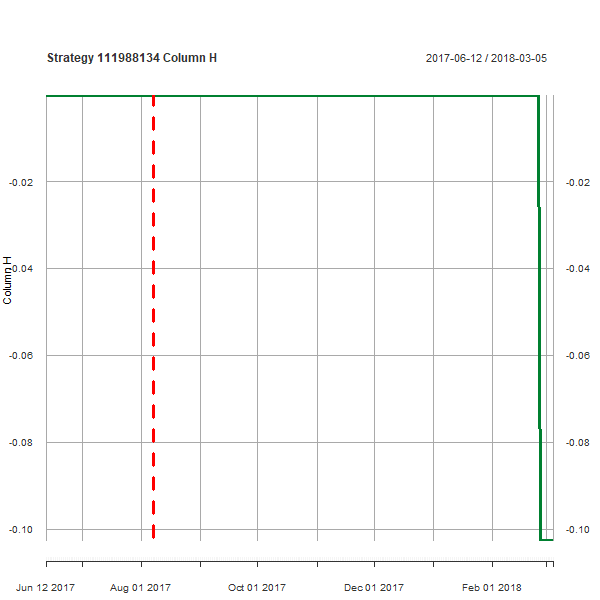 Strategy 111988134 Column H
2017-06-12 / 2018-03-05
Column H
-0.02 -0.02
-0.04 -0.04
-0.06 -0.06
-0.08 -0.08
-0.10 -0.10
Jun 12 2017 Aug 01 2017 Oct 01 2017 Dec 01 2017 Feb 01 2018